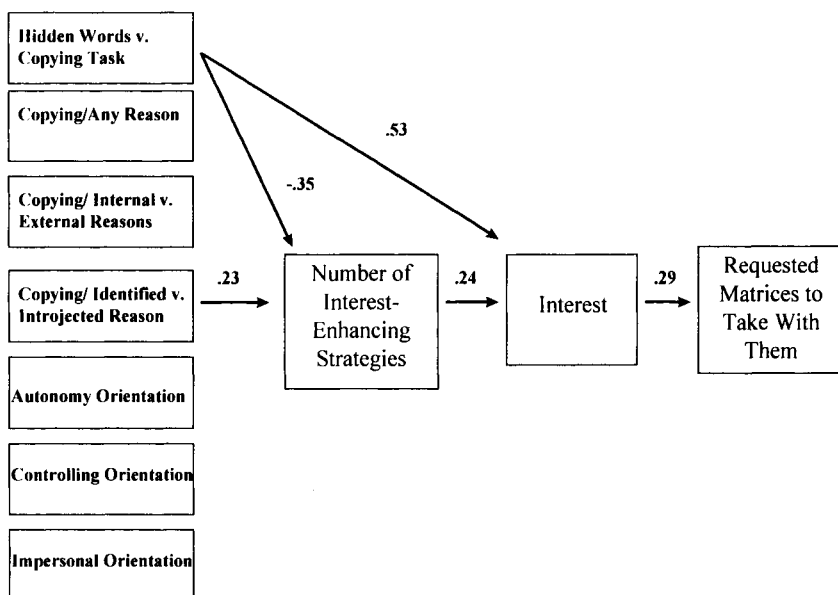 Hidden Words v.
Copying Task
Copying/Any Reason
.53
-.35
Copying/ Internal v.
External Reasons
Copying/ Identified v.
Introjected Reason
.23
Number of
Interest-
Enhancing
Strategies
.24
Interest
.29
Requested
Matrices to
Take With
Them
Autonomy Orientation
Controlling Orientation
Impersonal Orientation